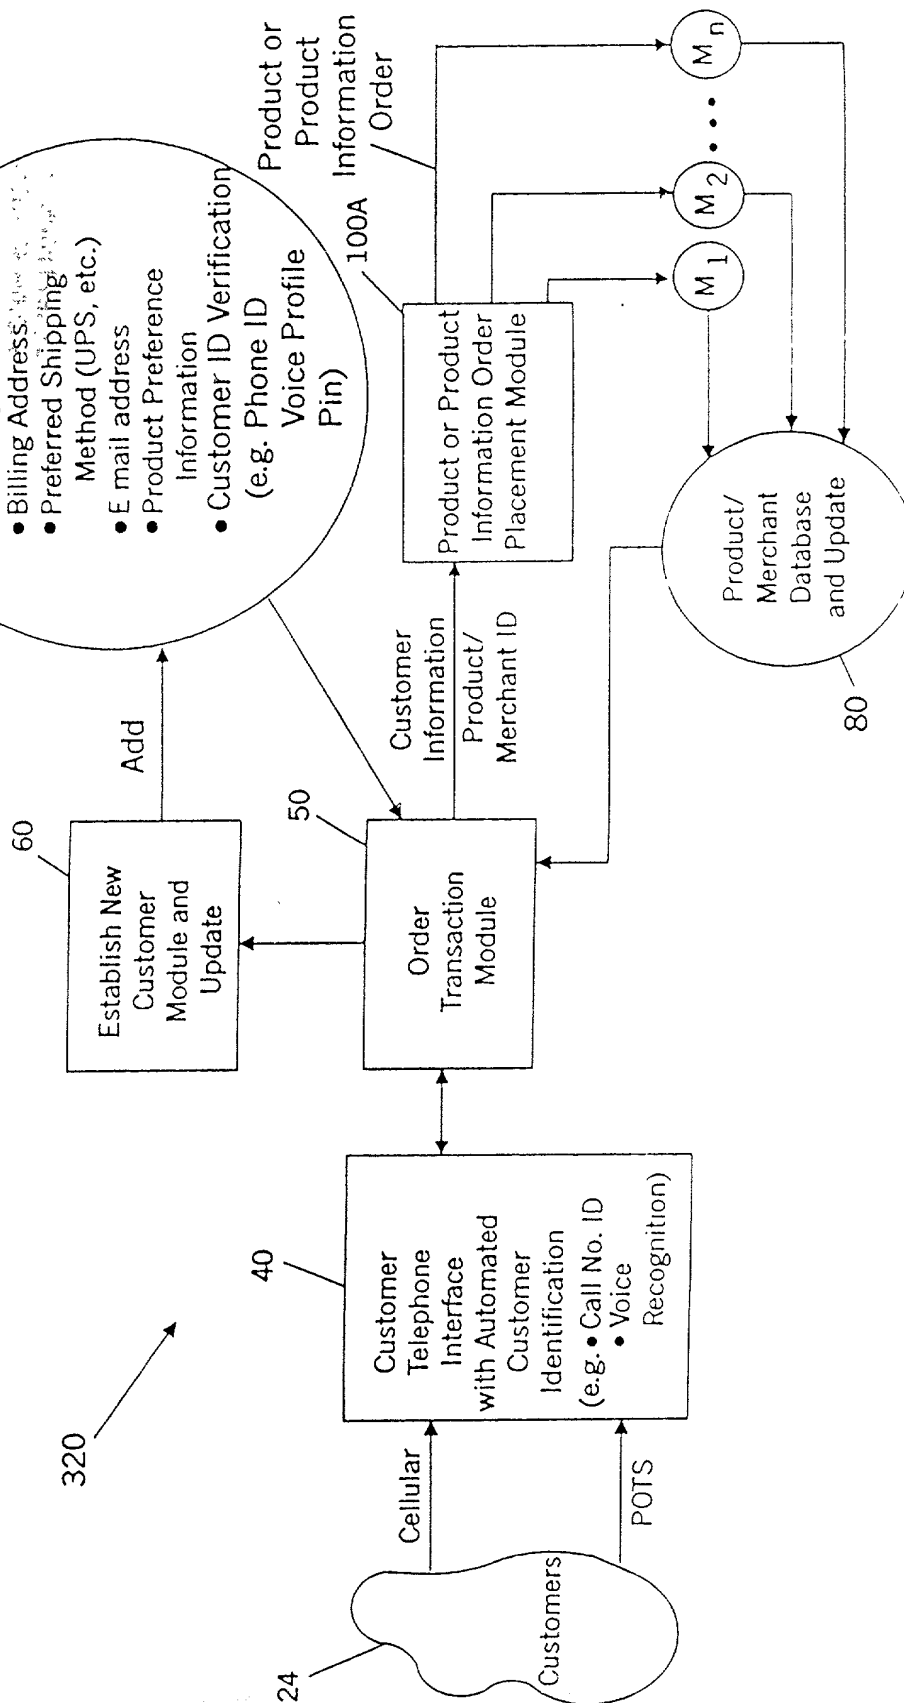 320
24
Customers
Cellular
POTS
40
Customer
Telephone
Interface
with Automated
Customer
Identification
(e.g. • Call No. ID
• Voice
Recognition)
60
Establish New
Customer
Module and
Update
Add
50
Order
Transaction
Module
• Billing Address
• Preferred Shipping
Method (UPS, etc.)
• E mail address
• Product Preference
Information
• Customer ID Verification
(e.g. Phone ID
Voice Profile
Pin)
Customer
Information
Product/
Merchant ID
100A
Product or Product
Information Order
Placement Module
Product or
Product
Information
Order
M1
M2
• • • •
Mn
80
Product/
Merchant
Database
and Update